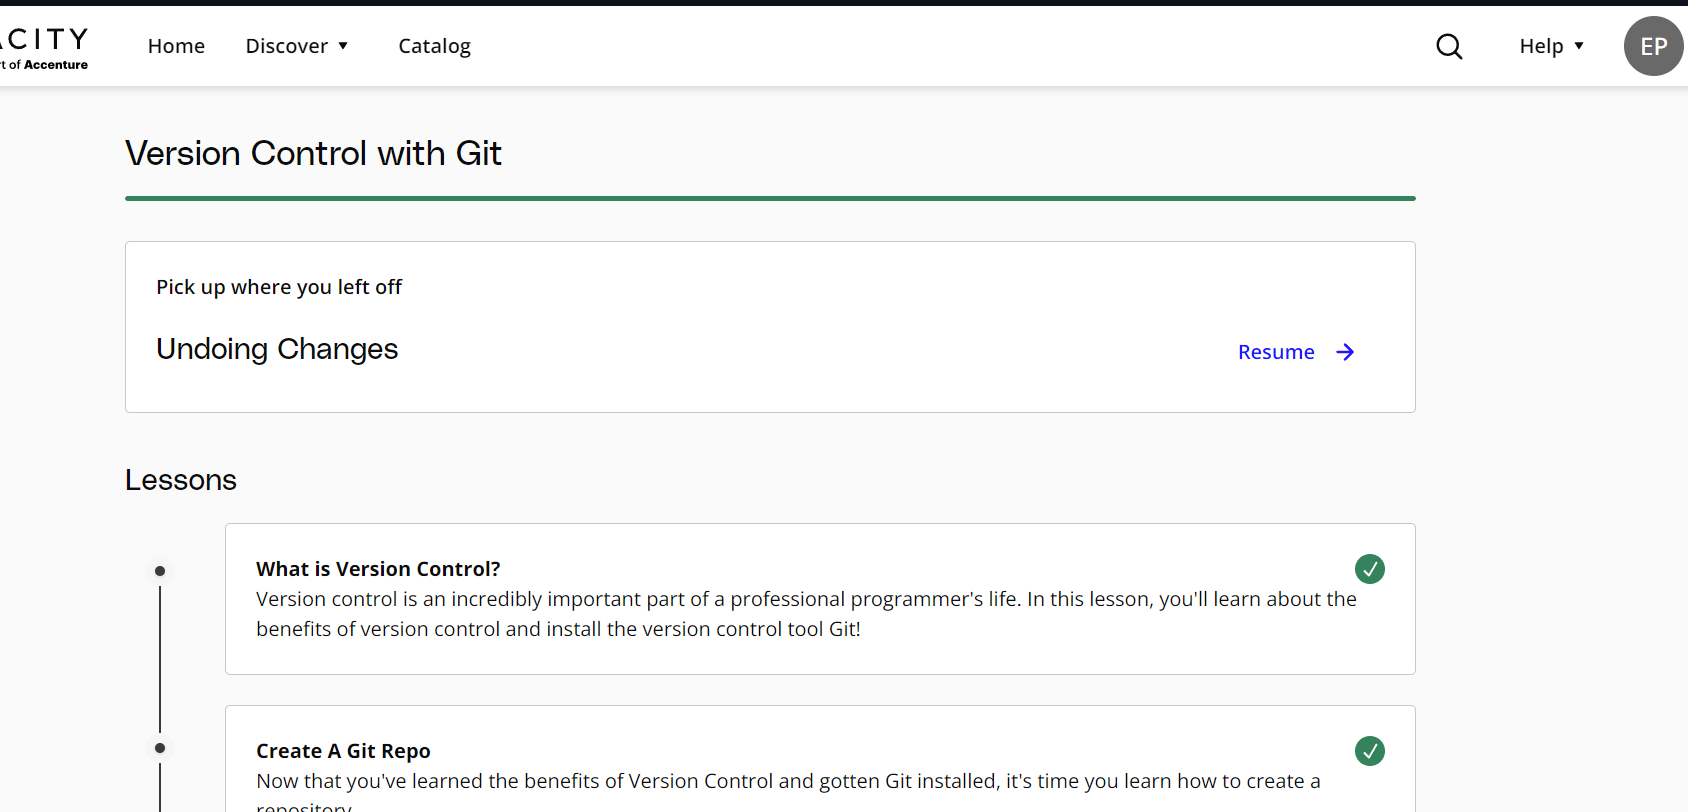 ACITY
rt of Accenture
Home
Discover
Catalog
Help
EP
Version Control with Git
Pick up where you left off
Undoing Changes
Resume
Lessons
What is Version Control?
Version control is an incredibly important part of a professional programmer's life. In this lesson, you'll learn about the
benefits of version control and install the version control tool Git!
Create A Git Repo
Now that you've learned the benefits of Version Control and gotten Git installed, it's time you learn how to create a
repository